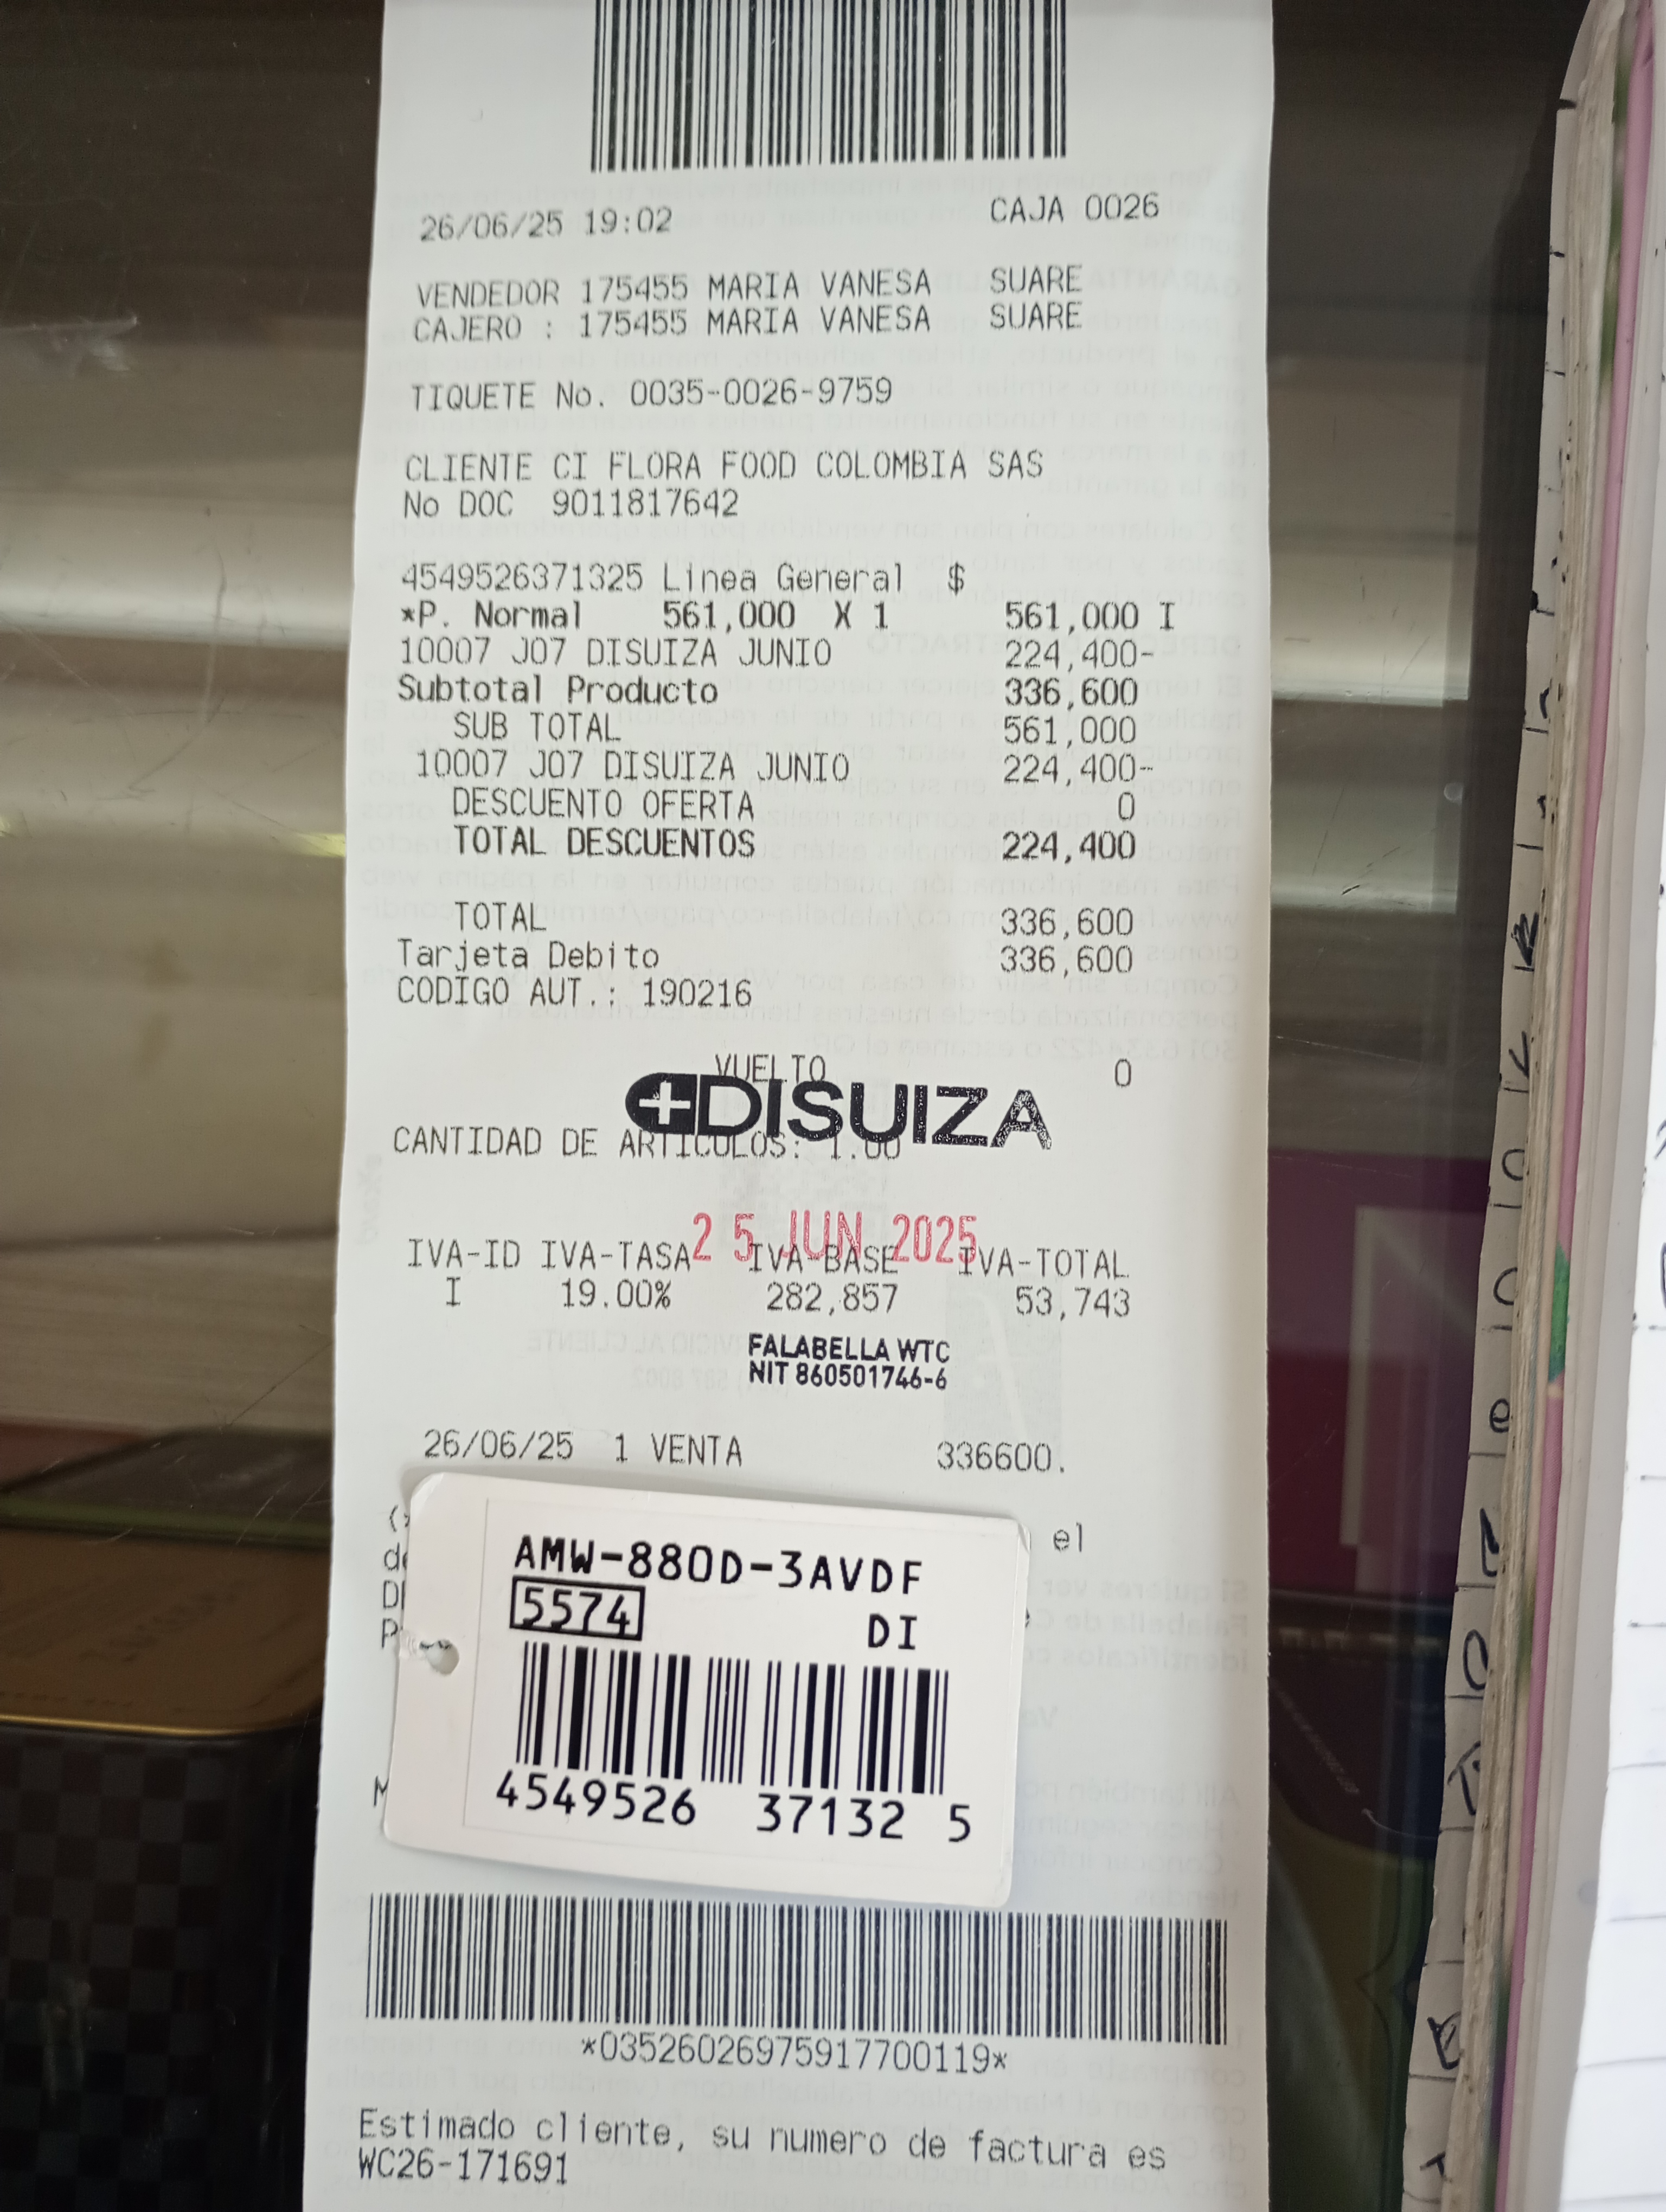 26/06/25 19:02 CAJA 0026
VENDEDOR 175455 MARIA VANESA SUARE
CAJERO : 175455 MARIA VANESA SUARE
TIQUETE No. 0035-0026-9759
CLIENTE CI FLORA FOOD COLOMBIA SAS
No DOC 9011817642
4549526371325 Linea General $
*P. Normal 561,000 X 1 561,000 I
10007 J07 DISUIZA JUNIO 224,400-
Subtotal Producto 336,600
SUB TOTAL 561,000
10007 J07 DISUIZA JUNIO 224,400-
DESCUENTO OFERTA 0
TOTAL DESCUENTOS 224,400
TOTAL 336,600
Tarjeta Debito 336,600
CODIGO AUT.: 190216
VUELTO 0
DISUIZA
CANTIDAD DE ARTICULOS: 1.00
25 JUN 2025
IVA-ID IVA-TASA IVA-BASE IVA-TOTAL
I 19.00% 282,857 53,743
FALABELLA WTC
NIT 860501746-6
26/06/25 1 VENTA 336600.
el
AMW-880D-3AVDF
5574
DI
4549526 37132 5
*03526026975917700119*
Estimado cliente, su numero de factura es
WC26-171691